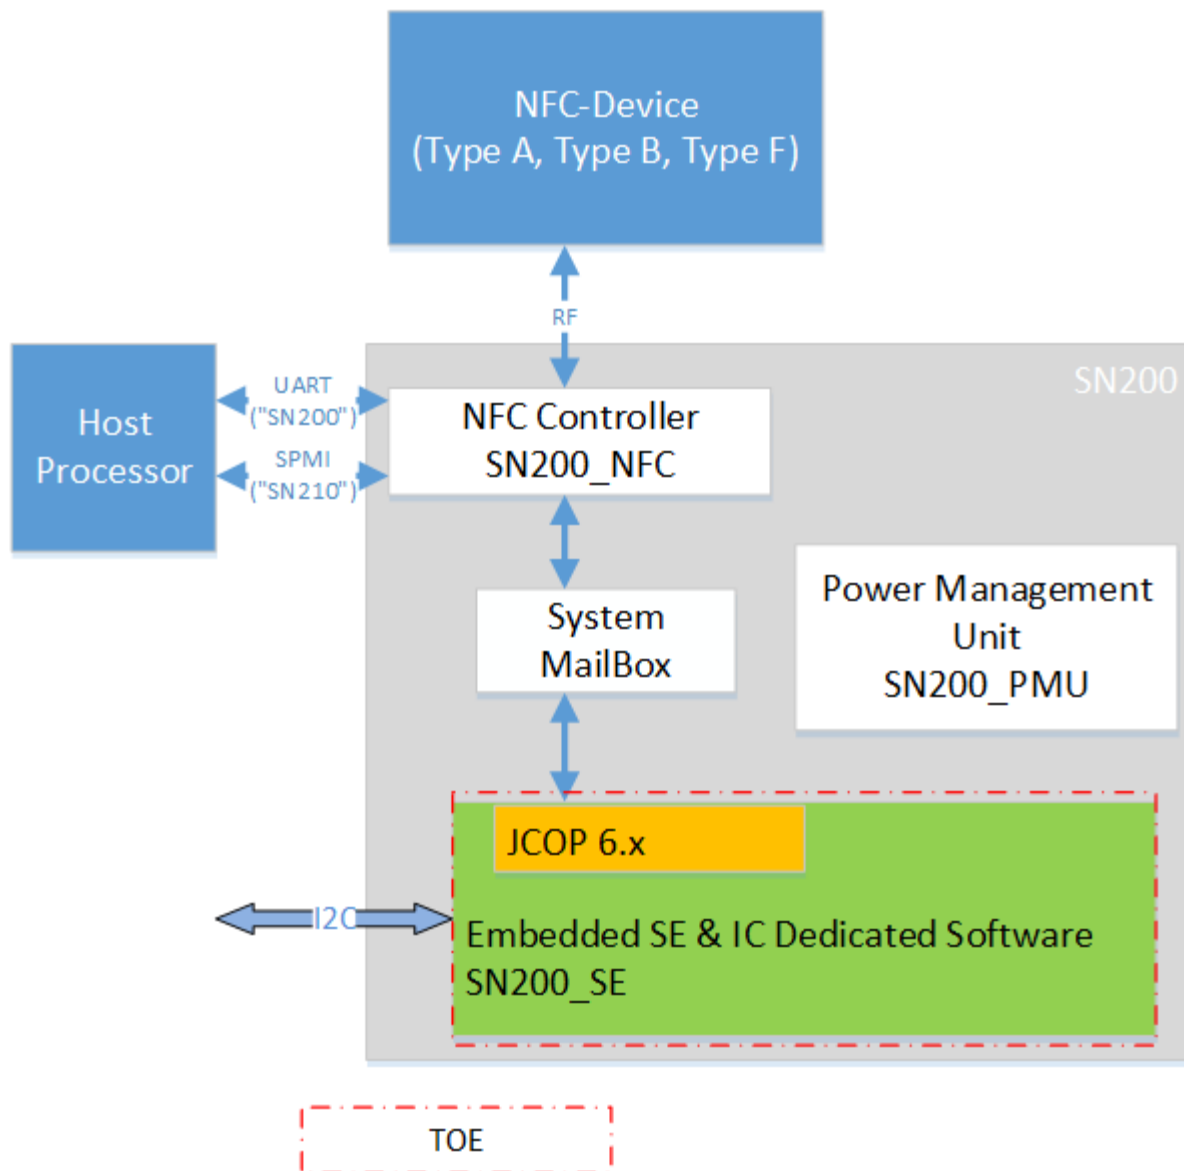 NFC-Device
(Type A, Type B, Type F)
RF
SN200
Host
Processor
UART
("SN200")
SPMI
("SN210")
NFC Controller
SN200_NFC
System
MailBox
Power Management
Unit
SN200_PMU
JCOP 6.x
I2C
Embedded SE & IC Dedicated Software
SN200_SE
TOE